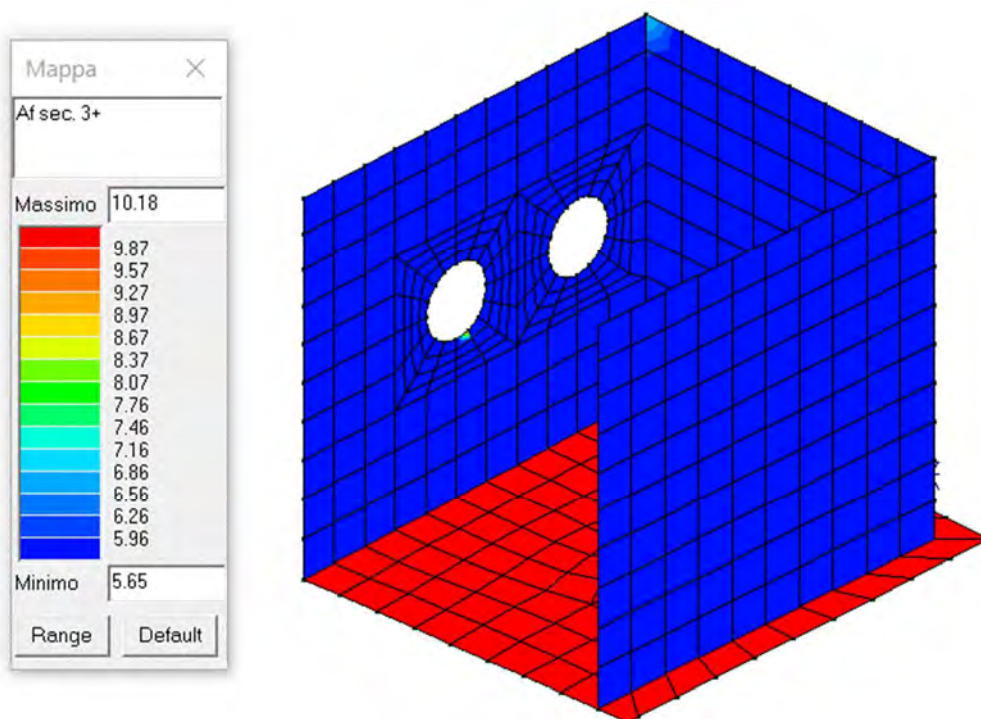 Mappa
Af sec. 3+
Massimo 10.18
9.87
9.57
9.27
8.97
8.67
8.37
8.07
7.76
7.46
7.16
6.86
6.56
6.26
5.96
Minimo 5.65
Range Default